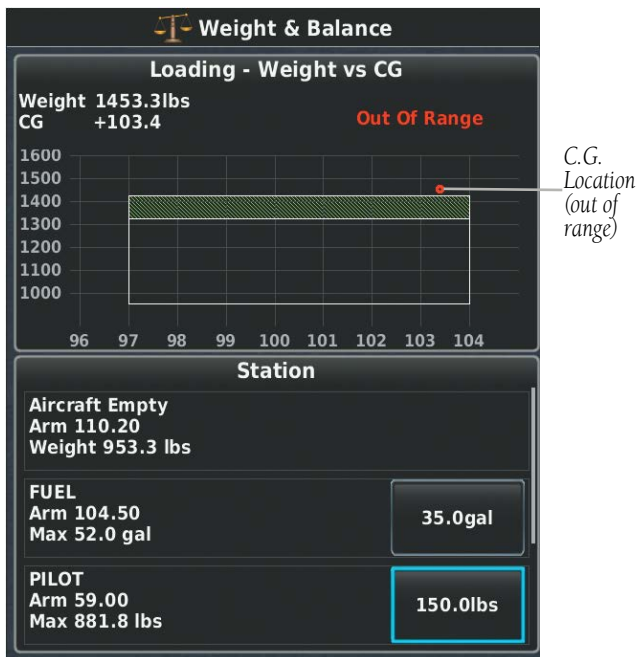 Weight & Balance
Loading - Weight vs CG
Weight 1453.3lbs
CG +103.4
Out Of Range
1600
1500
1400
1300
1200
1100
1000
96 97 98 99 100 101 102 103 104
C.G.
Location
(out of
range)
Station
Aircraft Empty
Arm 110.20
Weight 953.3 lbs
FUEL
Arm 104.50
Max 52.0 gal
35.0gal
PILOT
Arm 59.00
Max 881.8 lbs
150.0lbs